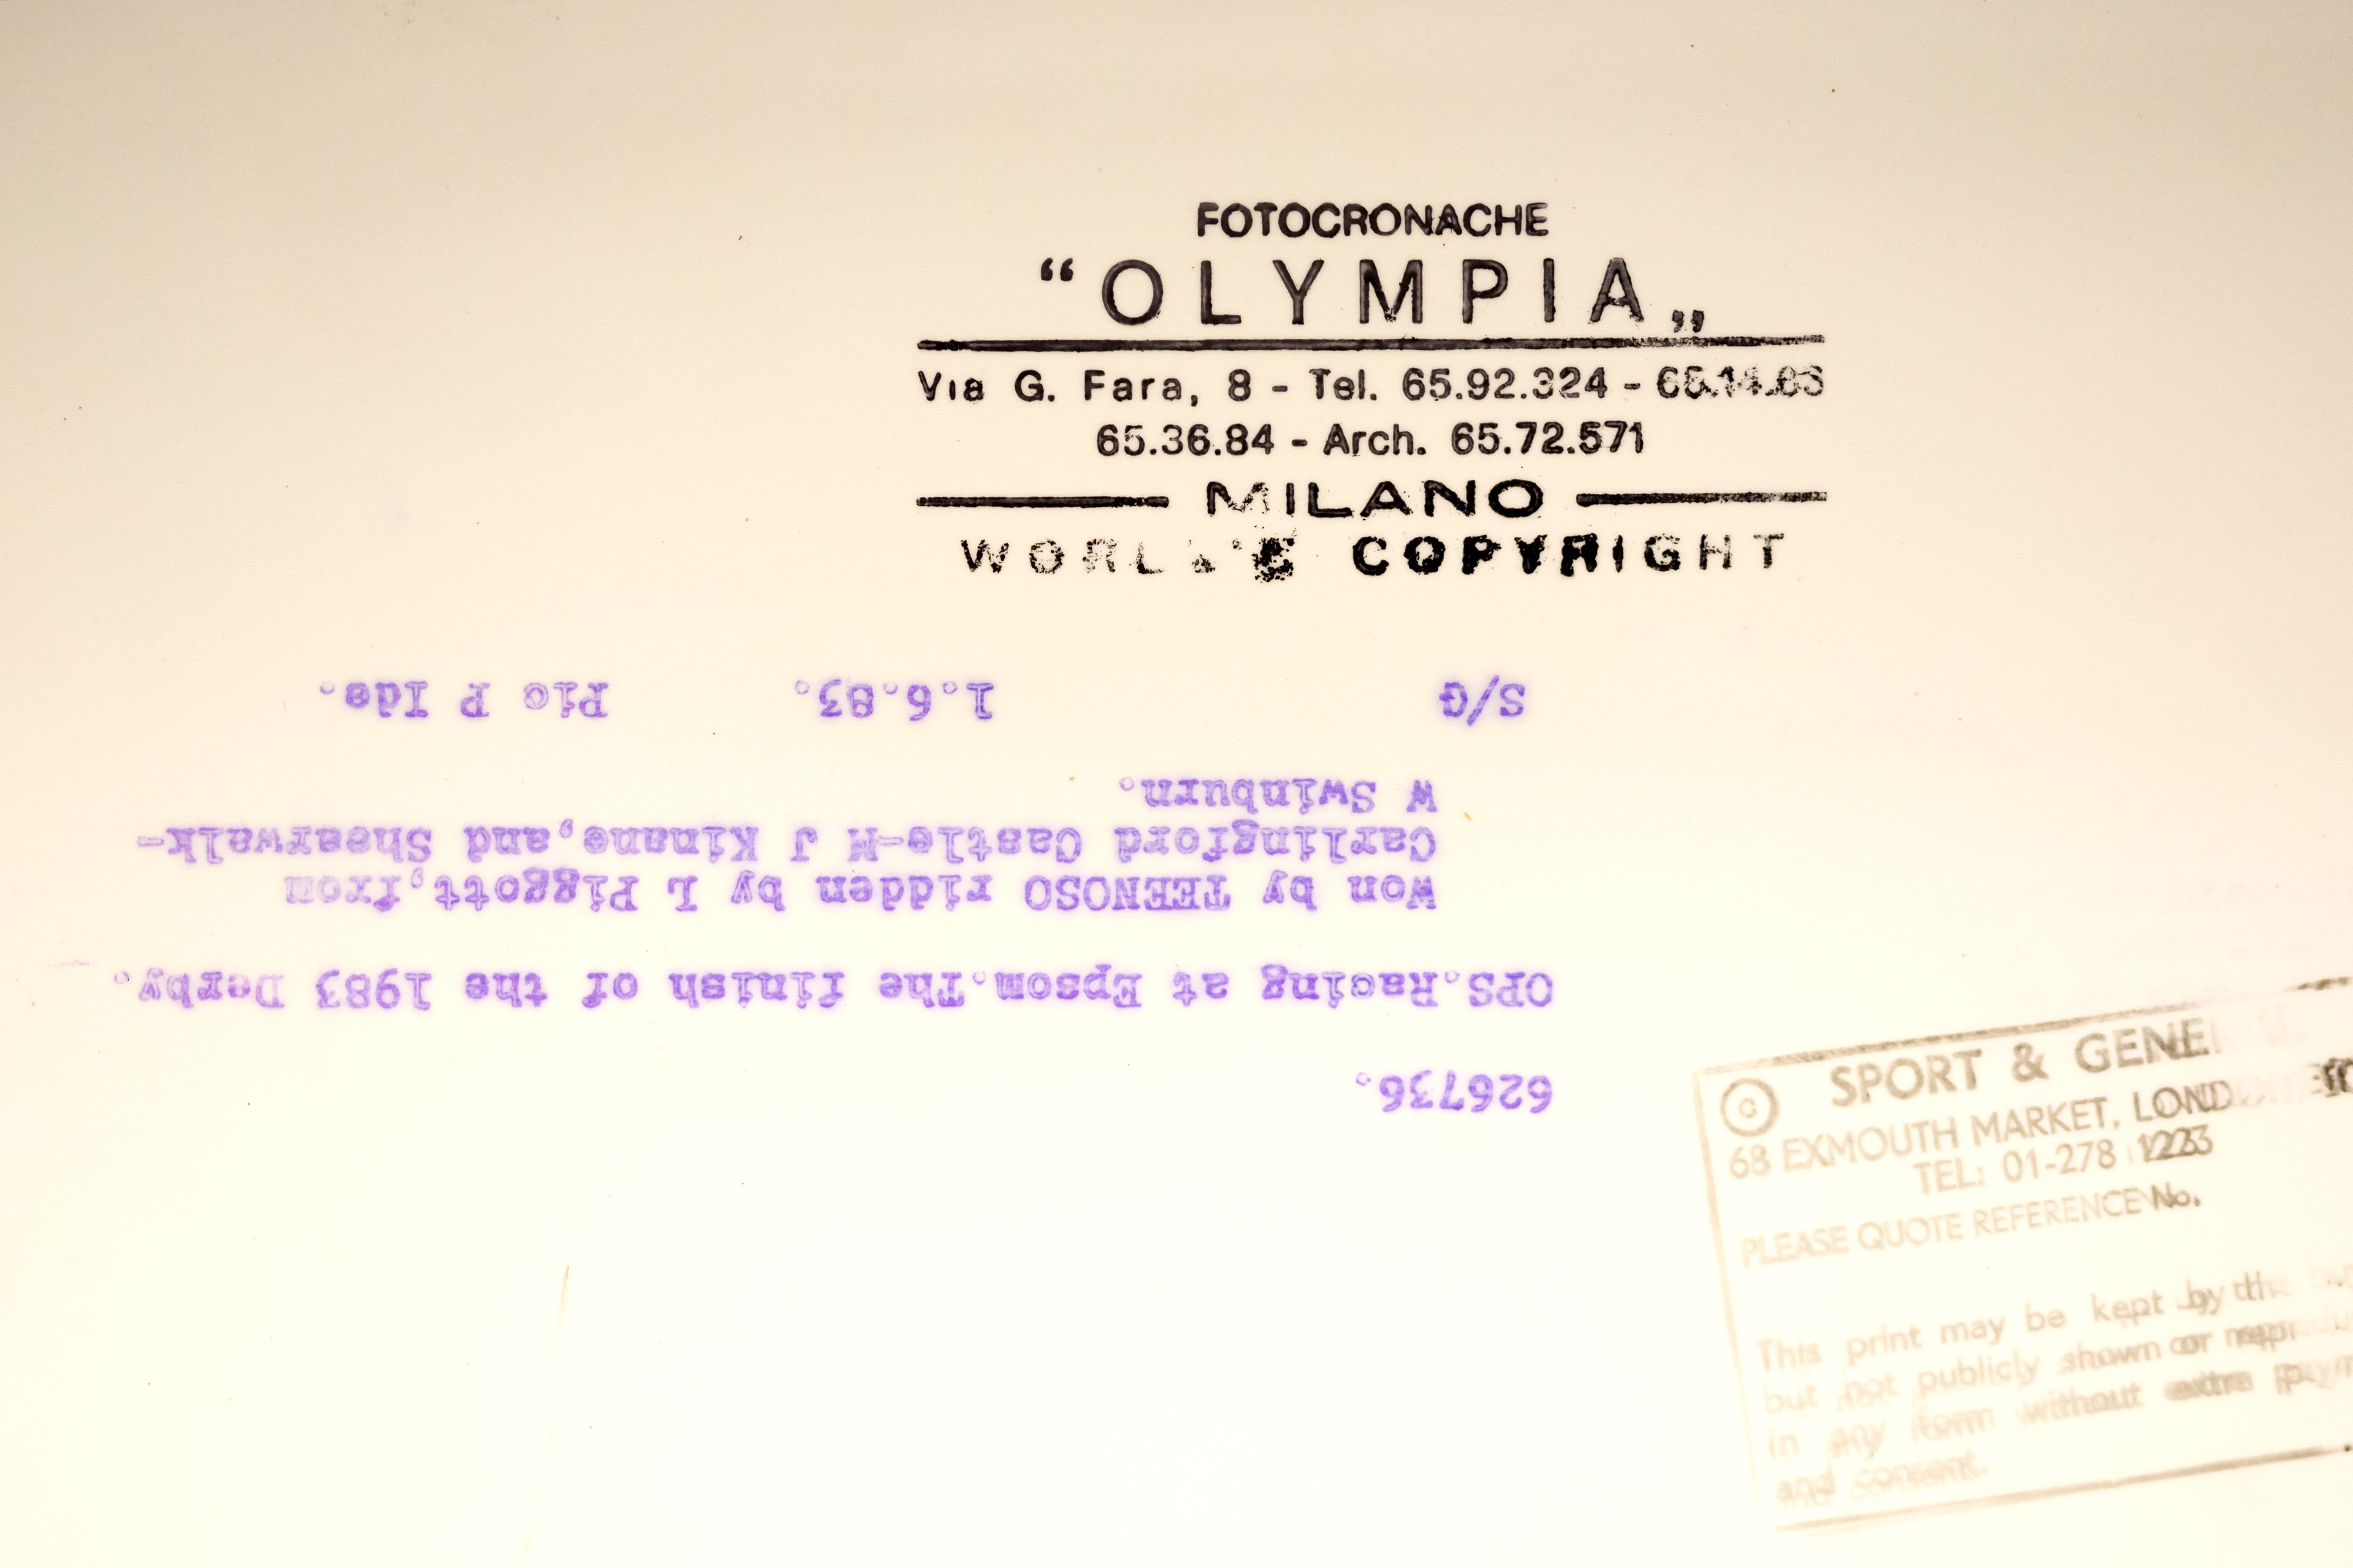 FOTOCRONACHE
“OLYMPIA„
Via G. Fara, 8 - Tel. 65.92.324 -
65.36.84 - Arch. 65.72.571
MILANO
COPYRIGHT
626736.
OPS.Racing at Epsom.The finish of the 1983 Derby.
Won by TEENOSO ridden by L Piggott,from
Carlingford Castle-M J Kinane,and Shearwalk-
W Swinburn.
S/G 1.6.83. Pic P Ide.
© SPORT & GENE
68 EXMOUTH MARKET, LOND
TEL: 01-278 1223
PLEASE QUOTE REFERENCE No.
This print may be kept by the
but not publicly shown or
in any form without extra
and consent.